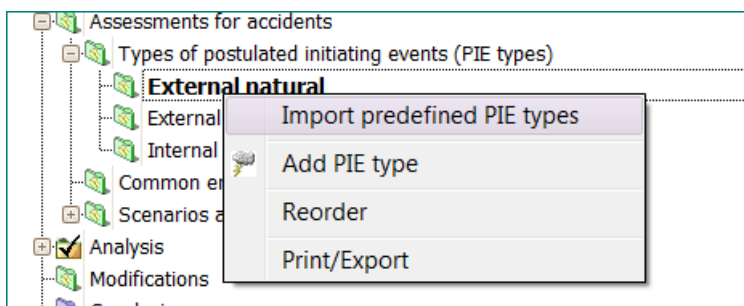 Assessments for accidents
Types of postulated initiating events (PIE types)
External natural
External
Internal
Common
Scenarios
Analysis
Modifications
Import predefined PIE types
Add PIE type
Reorder
Print/Export